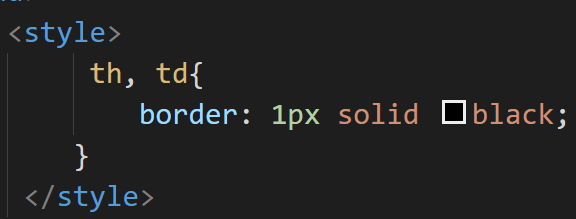 <style>
th, td{
border: 1px solid black;
}
</style>